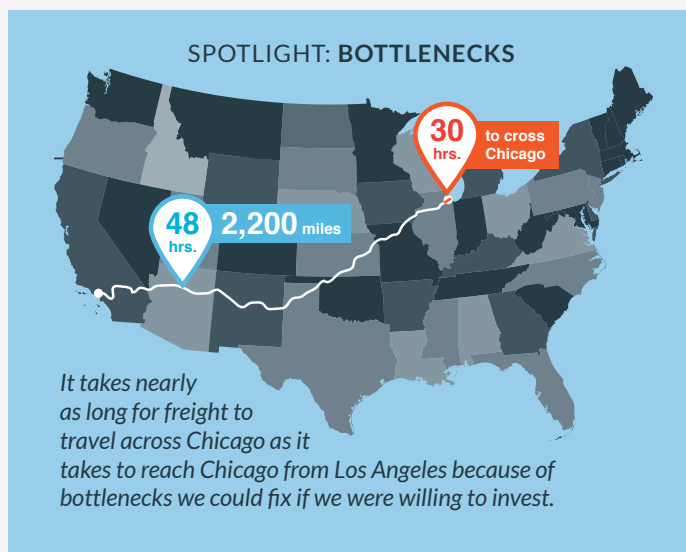 SPOTLIGHT: BOTTLENECKS
30
hrs.
to cross
Chicago
48
hrs.
2,200 miles
It takes nearly
as long for freight to
travel across Chicago as it
takes to reach Chicago from Los Angeles because of
bottlenecks we could fix if we were willing to invest.